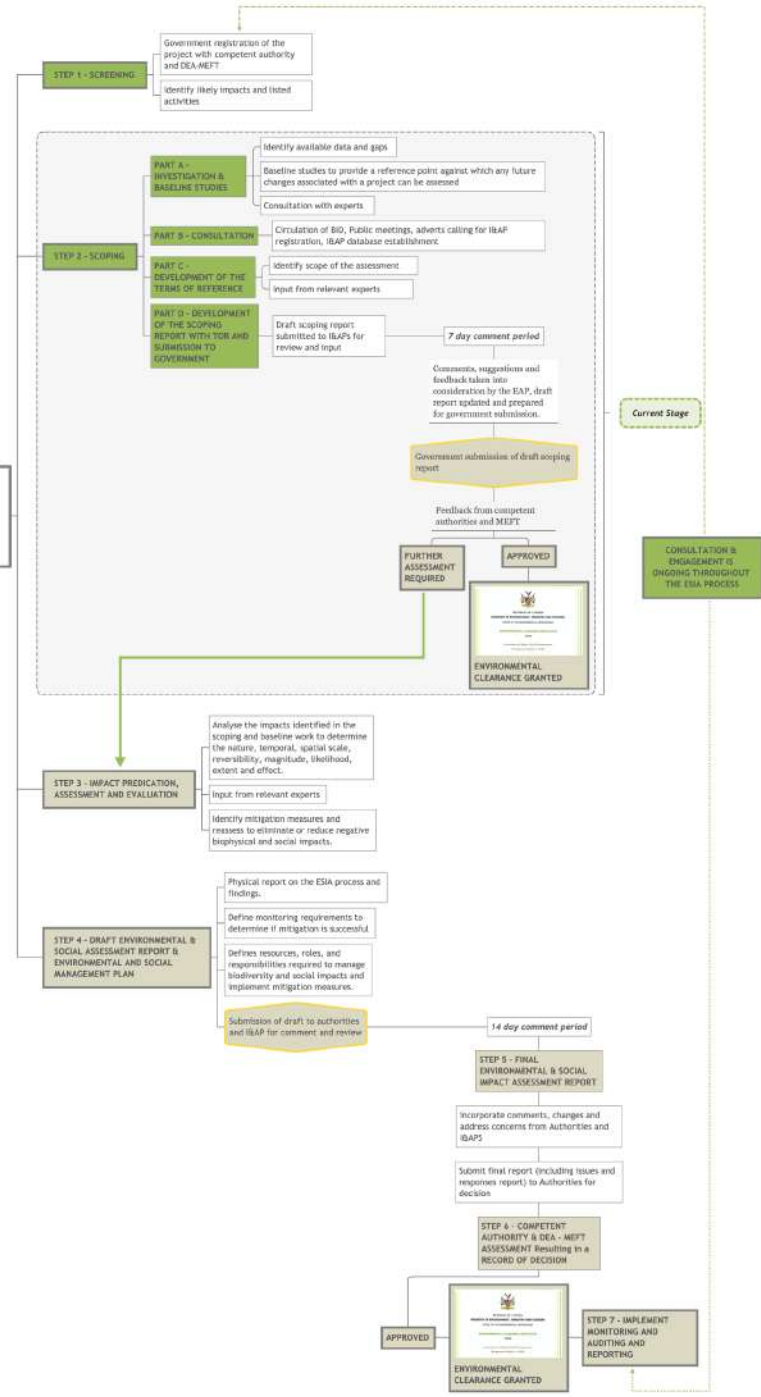 Government registration of the
project with competent authority
and DEA-MEFT
STEP 1 - SCREENING
Identify likely impacts and listed
activities
Identify available data and gaps
PART A -
INVESTIGATION &
BASELINE STUDIES
Baseline studies to provide a reference point against which any future
changes associated with a project can be assessed
Consultation with experts
PART B - CONSULTATION
Circulation of BID, Public meetings, adverts calling for I&AP
registration, I&AP database establishment
STEP 2 - SCOPING
PART C -
DEVELOPMENT OF THE
TERMS OF REFERENCE
Identify scope of the assessment
Input from relevant experts
PART D - DEVELOPMENT
OF THE SCOPING
REPORT WITH TOR AND
SUBMISSION TO
GOVERNMENT
Draft scoping report
submitted to I&APs for
review and input
7 day comment period
Comments, suggestions and
feedback taken into
consideration by the EAP, draft
report updated and prepared
for government submission.
Current Stage
Government submission of draft scoping
report
Feedback from competent
authorities and MEFT
FURTHER
ASSESSMENT
REQUIRED
APPROVED
ENVIRONMENTAL
CLEARANCE GRANTED
CONSULTATION &
ENGAGEMENT IS
ONGOING THROUGHOUT
THE ESIA PROCESS
Analyse the impacts identified in the
scoping and baseline work to determine
the nature, temporal, spatial scale,
reversibility, magnitude, likelihood,
extent and effect.
STEP 3 - IMPACT PREDICATION,
ASSESSMENT AND EVALUATION
Input from relevant experts
Identify mitigation measures and
reassess to eliminate or reduce negative
biophysical and social impacts.
Physical report on the ESIA process and
findings.
Define monitoring requirements to
determine if mitigation is successful
STEP 4 - DRAFT ENVIRONMENTAL &
SOCIAL ASSESSMENT REPORT &
ENVIRONMENTAL AND SOCIAL
MANAGEMENT PLAN
Defines resources, roles, and
responsibilities required to manage
biodiversity and social impacts and
implement mitigation measures.
Submission of draft to authorities
and I&AP for comment and review
14 day comment period
STEP 5 - FINAL
ENVIRONMENTAL & SOCIAL
IMPACT ASSESSMENT REPORT
Incorporate comments, changes and
address concerns from Authorities and
I&APS
Submit final report (including issues and
responses report) to Authorities for
decision
STEP 6 - COMPETENT
AUTHORITY & DEA - MEFT
ASSESSMENT Resulting in a
RECORD OF DECISION
APPROVED
ENVIRONMENTAL
CLEARANCE GRANTED
STEP 7 - IMPLEMENT
MONITORING AND
AUDITING AND
REPORTING